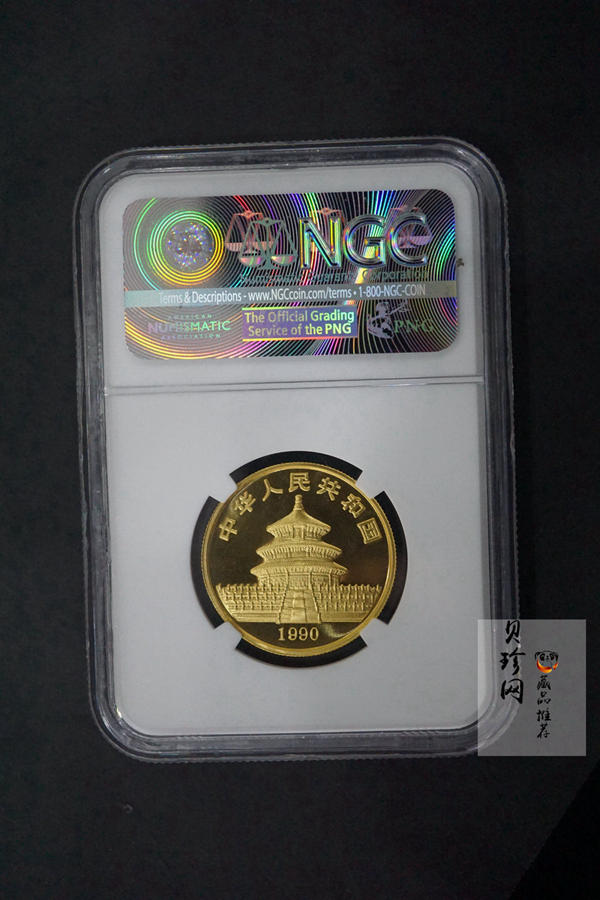 NGC
Terms & Descriptions - www.NGCcoin.com/terms • 1-800-NGC-COIN
AMERICAN
NUMISMATIC
ASSOCIATION
The Official Grading
Service of the PNG
PNG
中华人民共和国
1990
贝珍网
藏品推荐